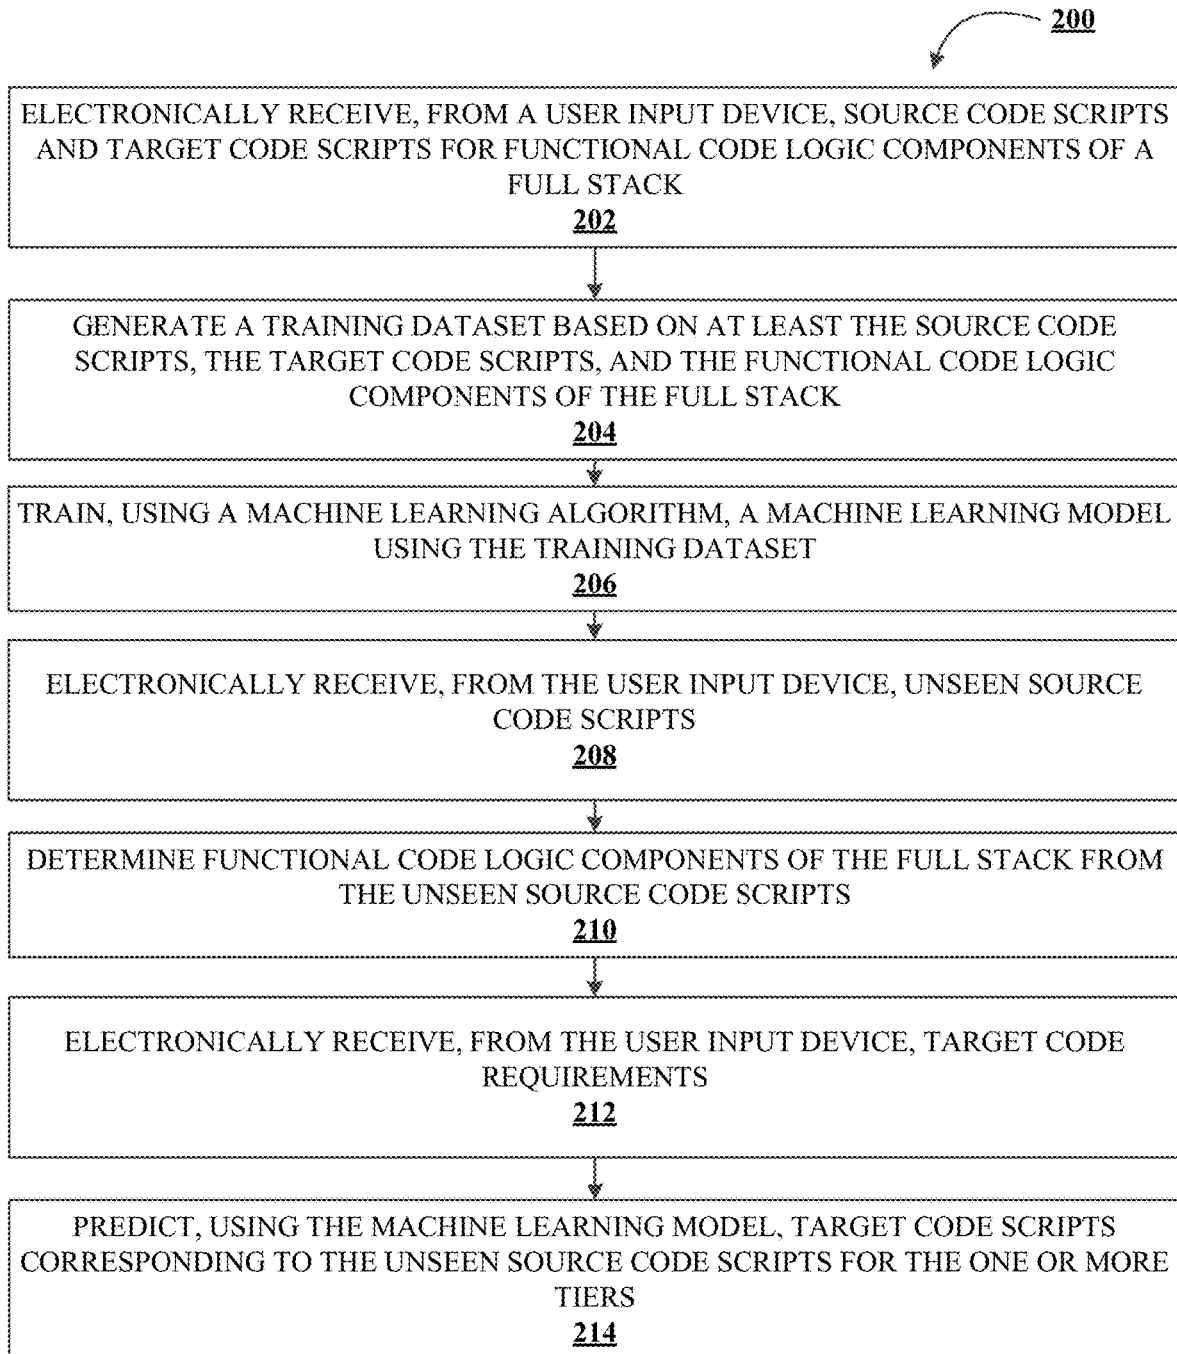 200
ELECTRONICALLY RECEIVE, FROM A USER INPUT DEVICE, SOURCE CODE SCRIPTS
AND TARGET CODE SCRIPTS FOR FUNCTIONAL CODE LOGIC COMPONENTS OF A
FULL STACK
202
GENERATE A TRAINING DATASET BASED ON AT LEAST THE SOURCE CODE
SCRIPTS, THE TARGET CODE SCRIPTS, AND THE FUNCTIONAL CODE LOGIC
COMPONENTS OF THE FULL STACK
204
TRAIN, USING A MACHINE LEARNING ALGORITHM, A MACHINE LEARNING MODEL
USING THE TRAINING DATASET
206
ELECTRONICALLY RECEIVE, FROM THE USER INPUT DEVICE, UNSEEN SOURCE
CODE SCRIPTS
208
DETERMINE FUNCTIONAL CODE LOGIC COMPONENTS OF THE FULL STACK FROM
THE UNSEEN SOURCE CODE SCRIPTS
210
ELECTRONICALLY RECEIVE, FROM THE USER INPUT DEVICE, TARGET CODE
REQUIREMENTS
212
PREDICT, USING THE MACHINE LEARNING MODEL, TARGET CODE SCRIPTS
CORRESPONDING TO THE UNSEEN SOURCE CODE SCRIPTS FOR THE ONE OR MORE
TIERS
214